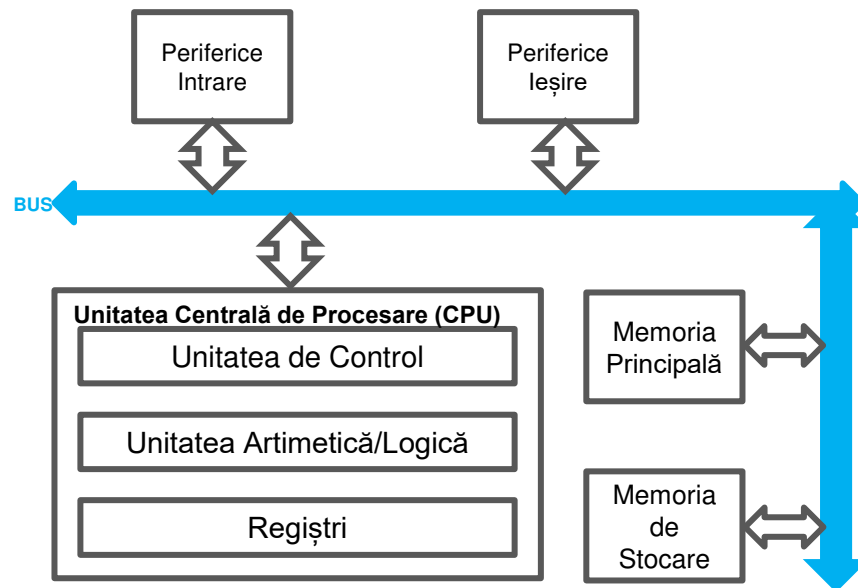 Periferice
Intrare
Periferice
Ieșire
BUS
Unitatea Centrală de Procesare (CPU)
Unitatea de Control
Unitatea Artimetică/Logică
Regiștri
Memoria
Principală
Memoria
de
Stocare